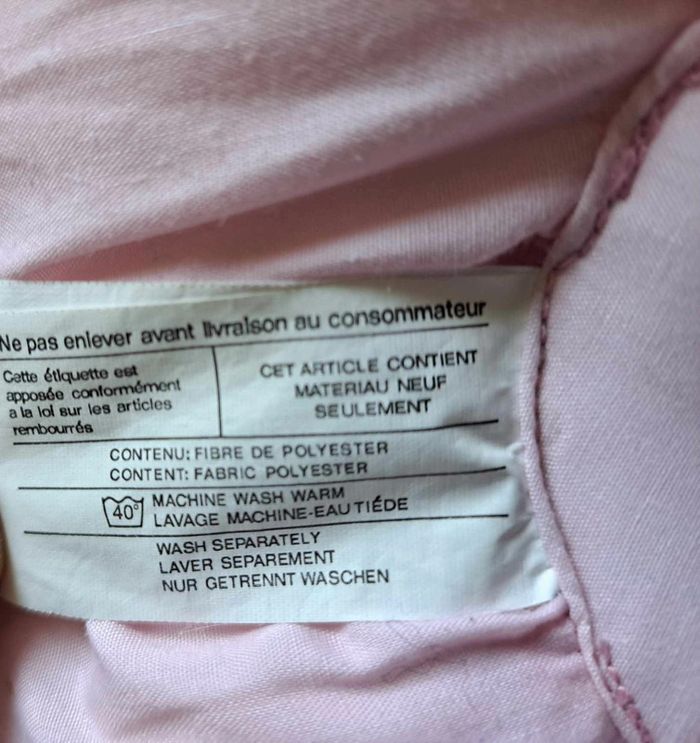 Ne pas enlever avant livraison au consommateur
Cette étiquette est
apposée conformément
a la loi sur les articles
rembourrés
CET ARTICLE CONTIENT
MATERIAU NEUF
SEULEMENT
CONTENU: FIBRE DE POLYESTER
CONTENT: FABRIC POLYESTER
40°
MACHINE WASH WARM
LAVAGE MACHINE-EAU TIÉDE
WASH SEPARATELY
LAVER SEPAREMENT
NUR GETRENNT WASCHEN